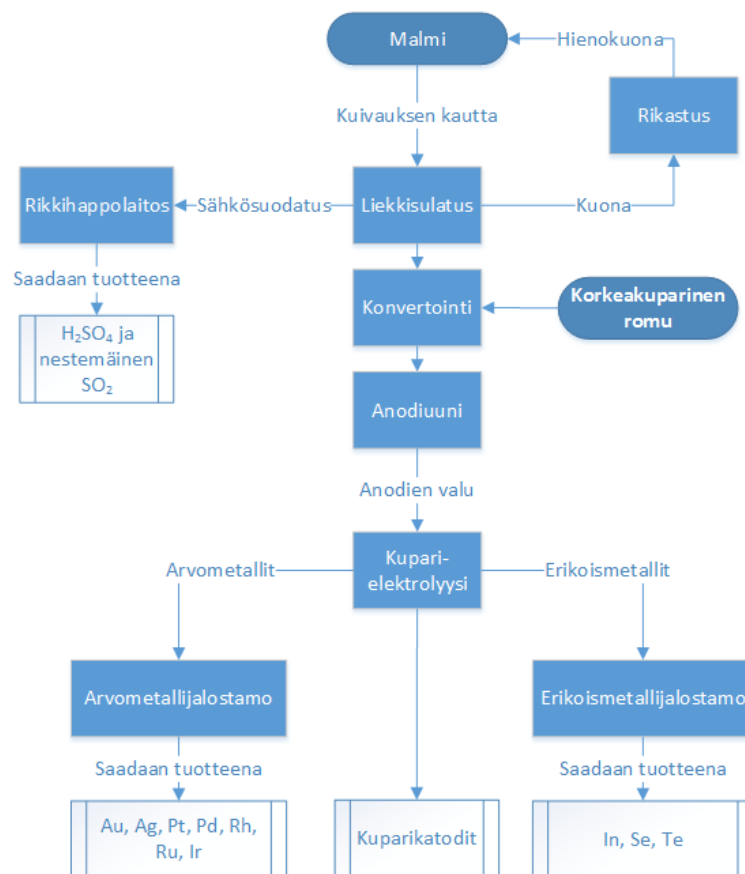 Malmi
Hienokuona
Kuivauksen kautta
Rikastus
Rikkihappolaitos
Sähkösuodatus
Liekkisulatus
Kuona
Saadaan tuotteena
H₂SO₄ ja
nestemäinen
SO₂
Konvertointi
Korkeakuparinen
romu
Anodiuuni
Anodien valu
Kupari-
elektrolyysi
Arvometallit
Erikoismetallit
Arvometallijalostamo
Erikoismetallijalostamo
Saadaan tuotteena
Saadaan tuotteena
Au, Ag, Pt, Pd, Rh,
Ru, Ir
Kuparikatodit
In, Se, Te